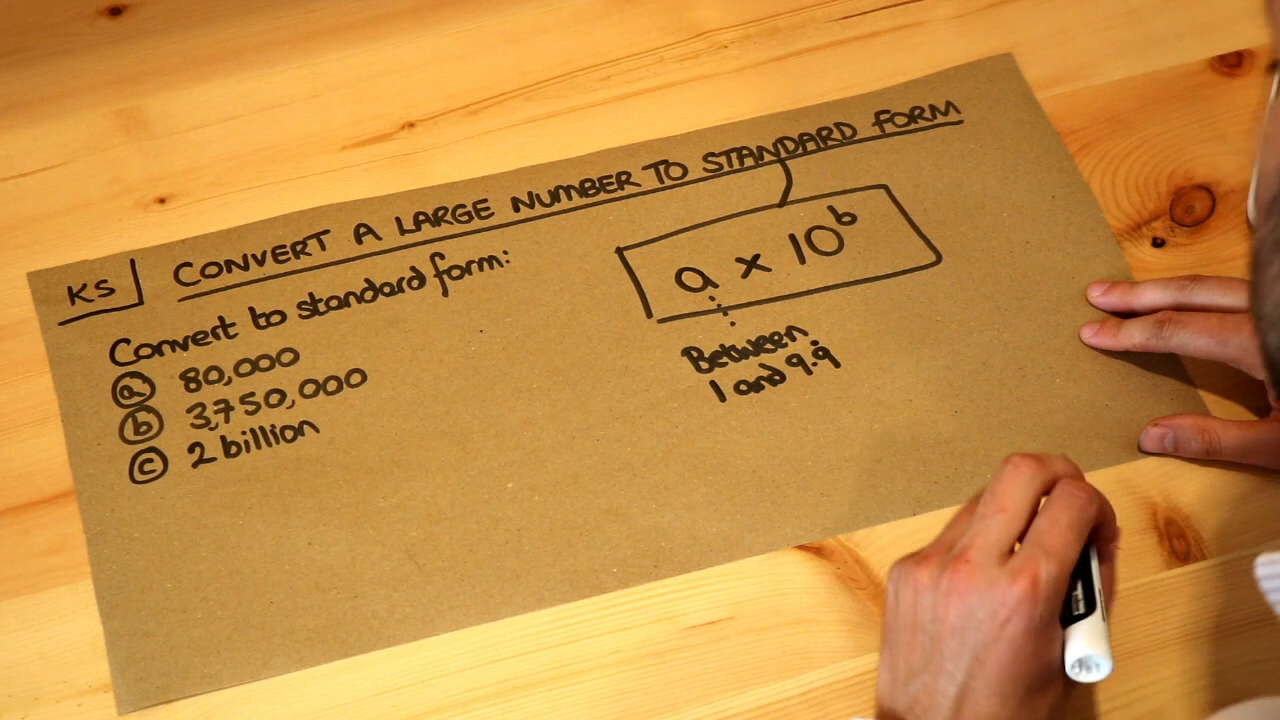 KS CONVERT A LARGE NUMBER TO STANDARD FORM
Convert to standard form:
a 80,000
b 3,750,000
c 2 billion
a × 10^b
Between
1 and 9.9̇